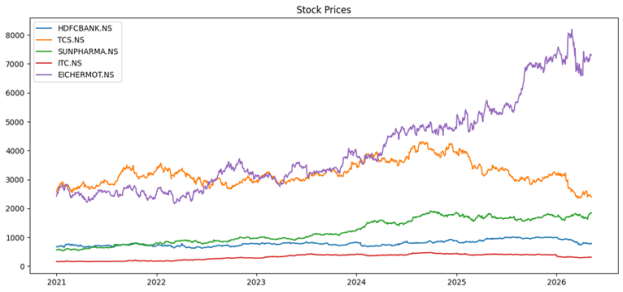 Stock Prices
HDFCBANK.NS
TCS.NS
SUNPHARMA.NS
ITC.NS
EICHERMOT.NS
8000
7000
6000
5000
4000
3000
2000
1000
0
2021 2022 2023 2024 2025 2026